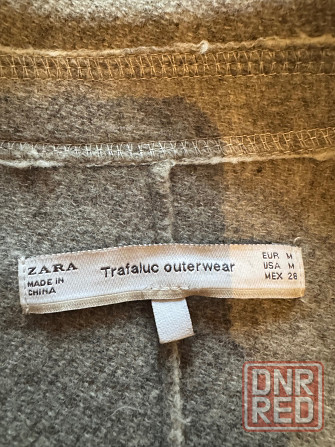 ZARA
MADE IN
CHINA
Trafaluc outerwear
EUR M
USA M
MEX 28
DNR
RED